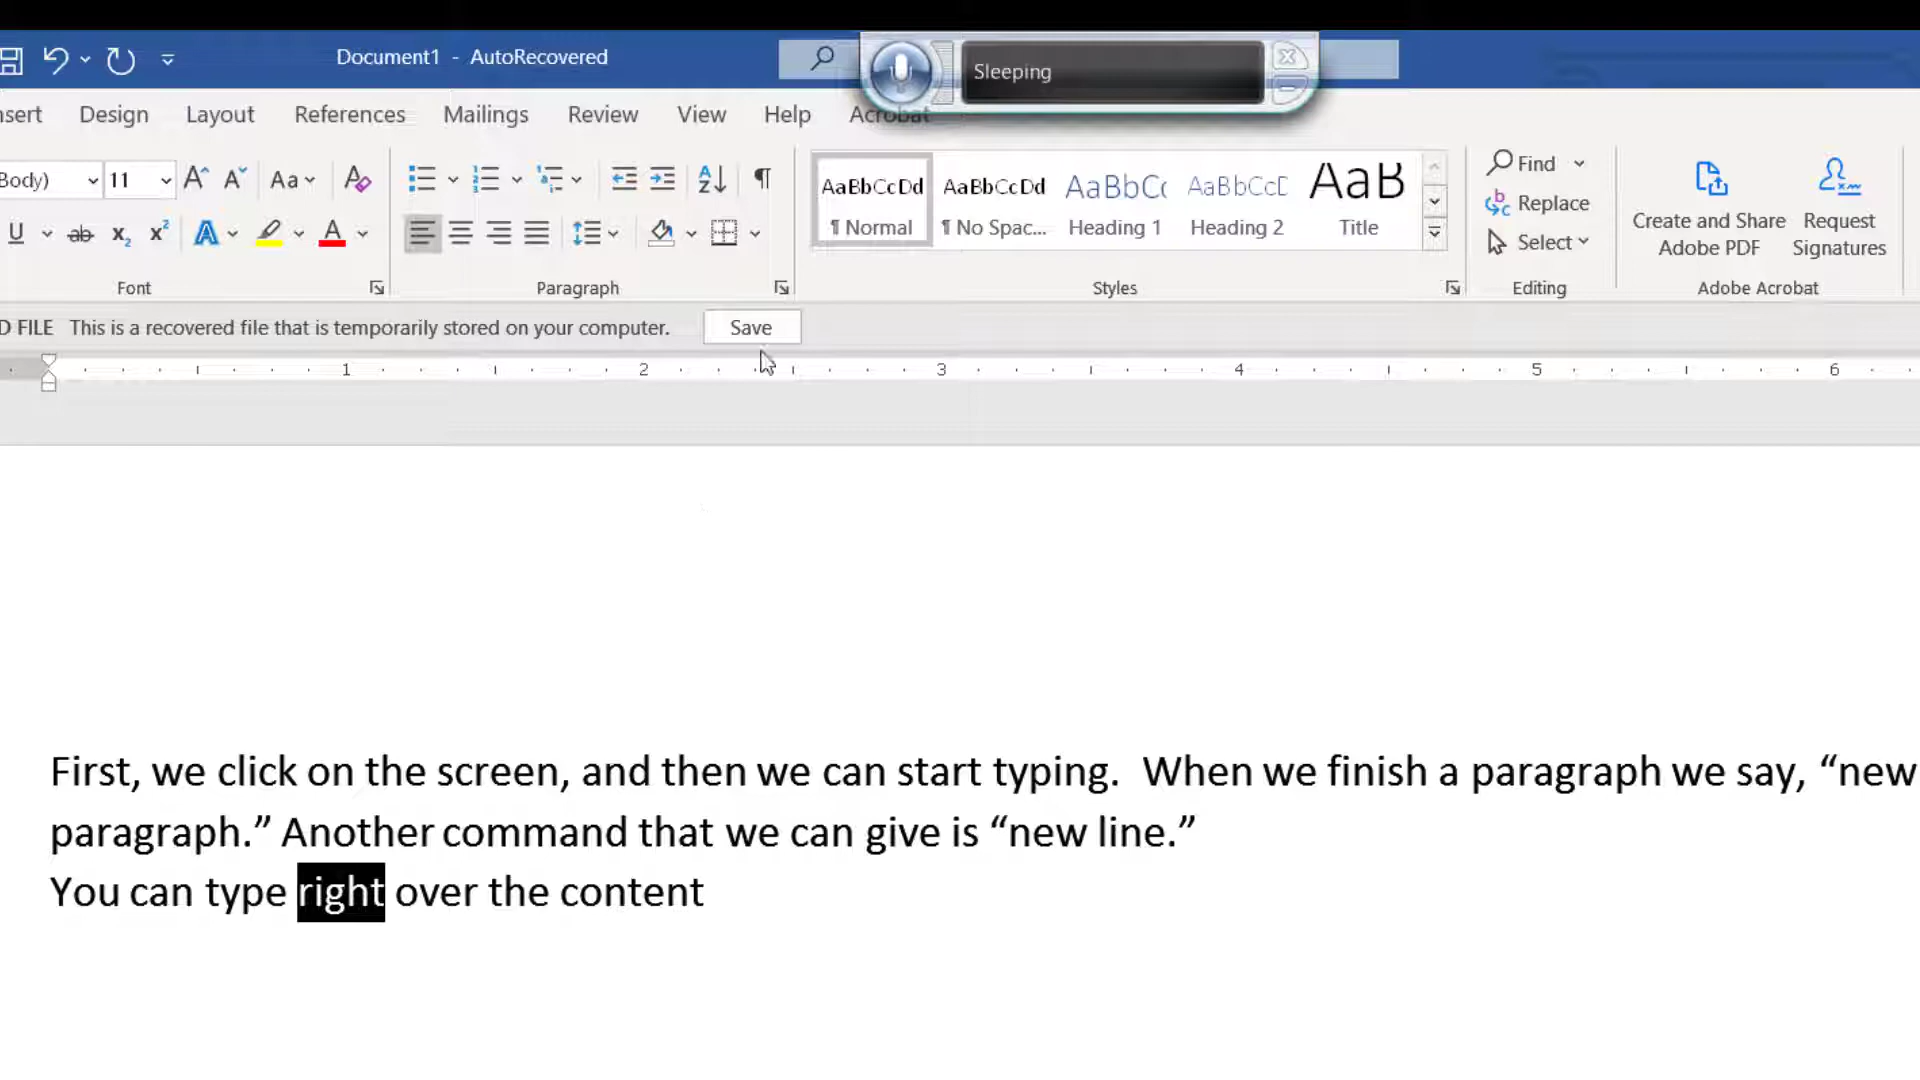 Document1 - AutoRecovered
Sleeping
Design Layout References Mailings Review View Help Acrobat
Body) 11 Aa
AaBbCcDd AaBbCcDd AaBbCc AaBbCcD AaB
¶ Normal ¶ No Spac... Heading 1 Heading 2 Title
Find
Replace
Select
Create and Share
Adobe PDF
Request
Signatures
Font Paragraph Styles Editing Adobe Acrobat
D FILE This is a recovered file that is temporarily stored on your computer. Save
1 2 3 4 5 6
First, we click on the screen, and then we can start typing. When we finish a paragraph we say, “new
paragraph.” Another command that we can give is “new line.”
You can type right over the content